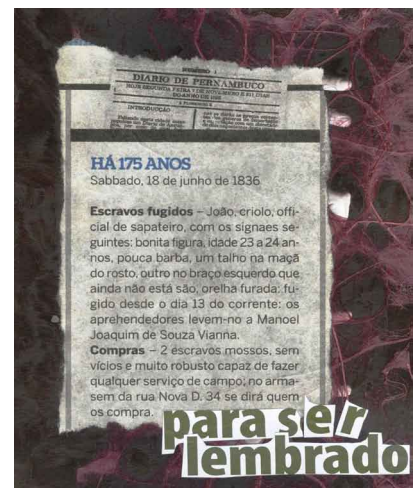 NUMERO 1
DIARIO DE PERNAMBUCO
INTRODUCÇÃO
HÁ 175 ANOS
Sabbado, 18 de junho de 1836
Escravos fugidos – João, criolo, offi-
cial de sapateiro, com os signaes se-
guintes: bonita figura, idade 23 a 24 an-
nos, pouca barba, um talho na maçã
do rosto, outro no braço esquerdo que
ainda não está são, orelha furada: fu-
gido desde o dia 13 do corrente: os
aprehendedores levem-no a Manoel
Joaquim de Souza Vianna.
Compras – 2 escravos mossos, sem
vícios e muito robusto capaz de fazer
qualquer serviço de campo; no arma-
sem da rua Nova D. 34 se dirá quem
os compra.
para ser
lembrado